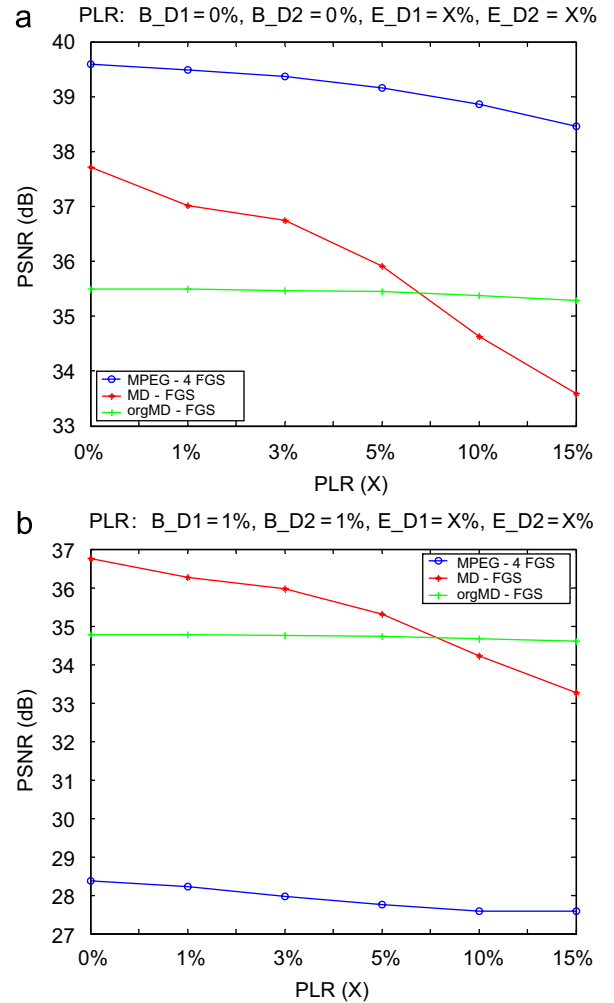 a
PLR: B_D1=0%, B_D2=0%, E_D1=X%, E_D2 = X%
40
39
38
37
36
35
34
33
PSNR (dB)
MPEG - 4 FGS
MD - FGS
orgMD - FGS
0% 1% 3% 5% 10% 15%
PLR (X)
b
PLR: B_D1=1%, B_D2=1%, E_D1=X%, E_D2=X%
37
36
35
34
33
32
31
30
29
28
27
PSNR (dB)
MPEG - 4 FGS
MD - FGS
orgMD - FGS
0% 1% 3% 5% 10% 15%
PLR (X)